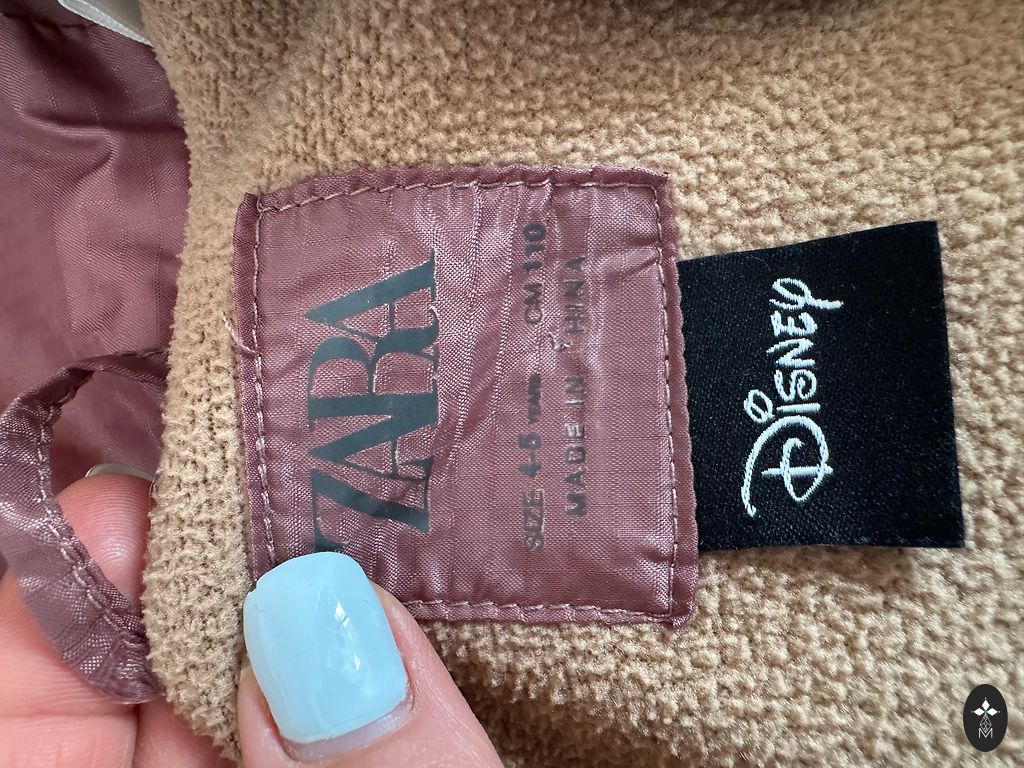 ZARA
SIZE 4-5 YEARS CM 110
MADE IN CHINA
Disney
M